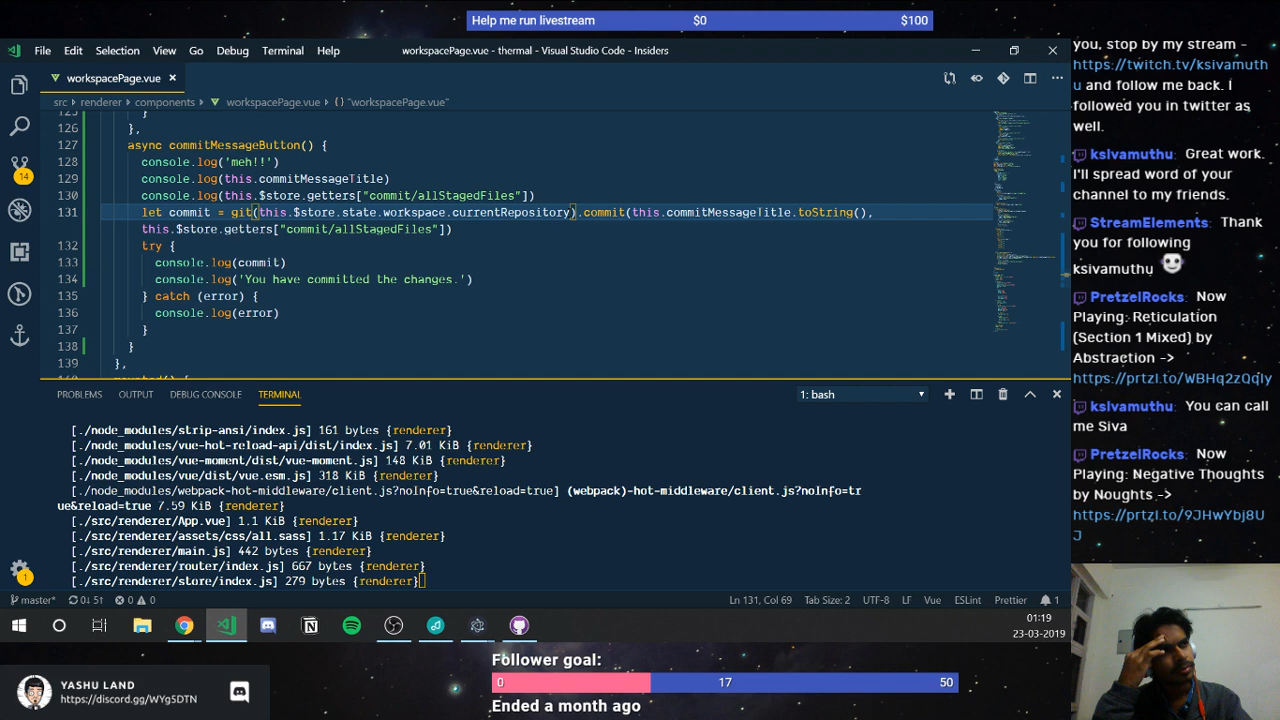 Help me run livestream $0 $100
File Edit Selection View Go Debug Terminal Help workspacePage.vue - thermal - Visual Studio Code - Insiders
workspacePage.vue
src renderer components workspacePage.vue {} "workspacePage.vue"
125 }
126 },
127 async commitMessageButton() {
128 console.log('meh!!')
129 console.log(this.commitMessageTitle)
130 console.log(this.$store.getters["commit/allStagedFiles"])
131 let commit = git(this.$store.state.workspace.currentRepository).commit(this.commitMessageTitle.toString(),
this.$store.getters["commit/allStagedFiles"])
132 try {
133 console.log(commit)
134 console.log('You have committed the changes.')
135 } catch (error) {
136 console.log(error)
137 }
138 }
139 },
14
PROBLEMS OUTPUT DEBUG CONSOLE TERMINAL 1: bash
[./node_modules/strip-ansi/index.js] 161 bytes {renderer}
[./node_modules/vue-hot-reload-api/dist/index.js] 7.01 KiB {renderer}
[./node_modules/vue-moment/dist/vue-moment.js] 148 KiB {renderer}
[./node_modules/vue/dist/vue.esm.js] 318 KiB {renderer}
[./node_modules/webpack-hot-middleware/client.js?noInfo=true&reload=true] (webpack)-hot-middleware/client.js?noInfo=tr
ue&reload=true 7.59 KiB {renderer}
[./src/renderer/App.vue] 1.1 KiB {renderer}
[./src/renderer/assets/css/all.sass] 1.17 KiB {renderer}
[./src/renderer/main.js] 442 bytes {renderer}
[./src/renderer/router/index.js] 667 bytes {renderer}
[./src/renderer/store/index.js] 279 bytes {renderer}
1
master* 0↓ 5↑ 0 0 Ln 131, Col 69 Tab Size: 2 UTF-8 LF Vue ESLint Prettier 1
01:19
23-03-2019
YASHU LAND
https://discord.gg/WYg5DTN
Follower goal:
0 17 50
Ended a month ago
you, stop by my stream -
https://twitch.tv/ksivamuth
u and follow me back. I
followed you in twitter as
well.
ksivamuthu: Great work.
I'll spread word of your
channel to my friends.
StreamElements: Thank
you for following
ksivamuthu
PretzelRocks: Now
Playing: Reticulation
(Section 1 Mixed) by
Abstraction ->
https://prtzl.to/WBHq2zQqIy
ksivamuthu: You can call
me Siva
PretzelRocks: Now
Playing: Negative Thoughts
by Noughts ->
https://prtzl.to/9JHwYbj8U
J